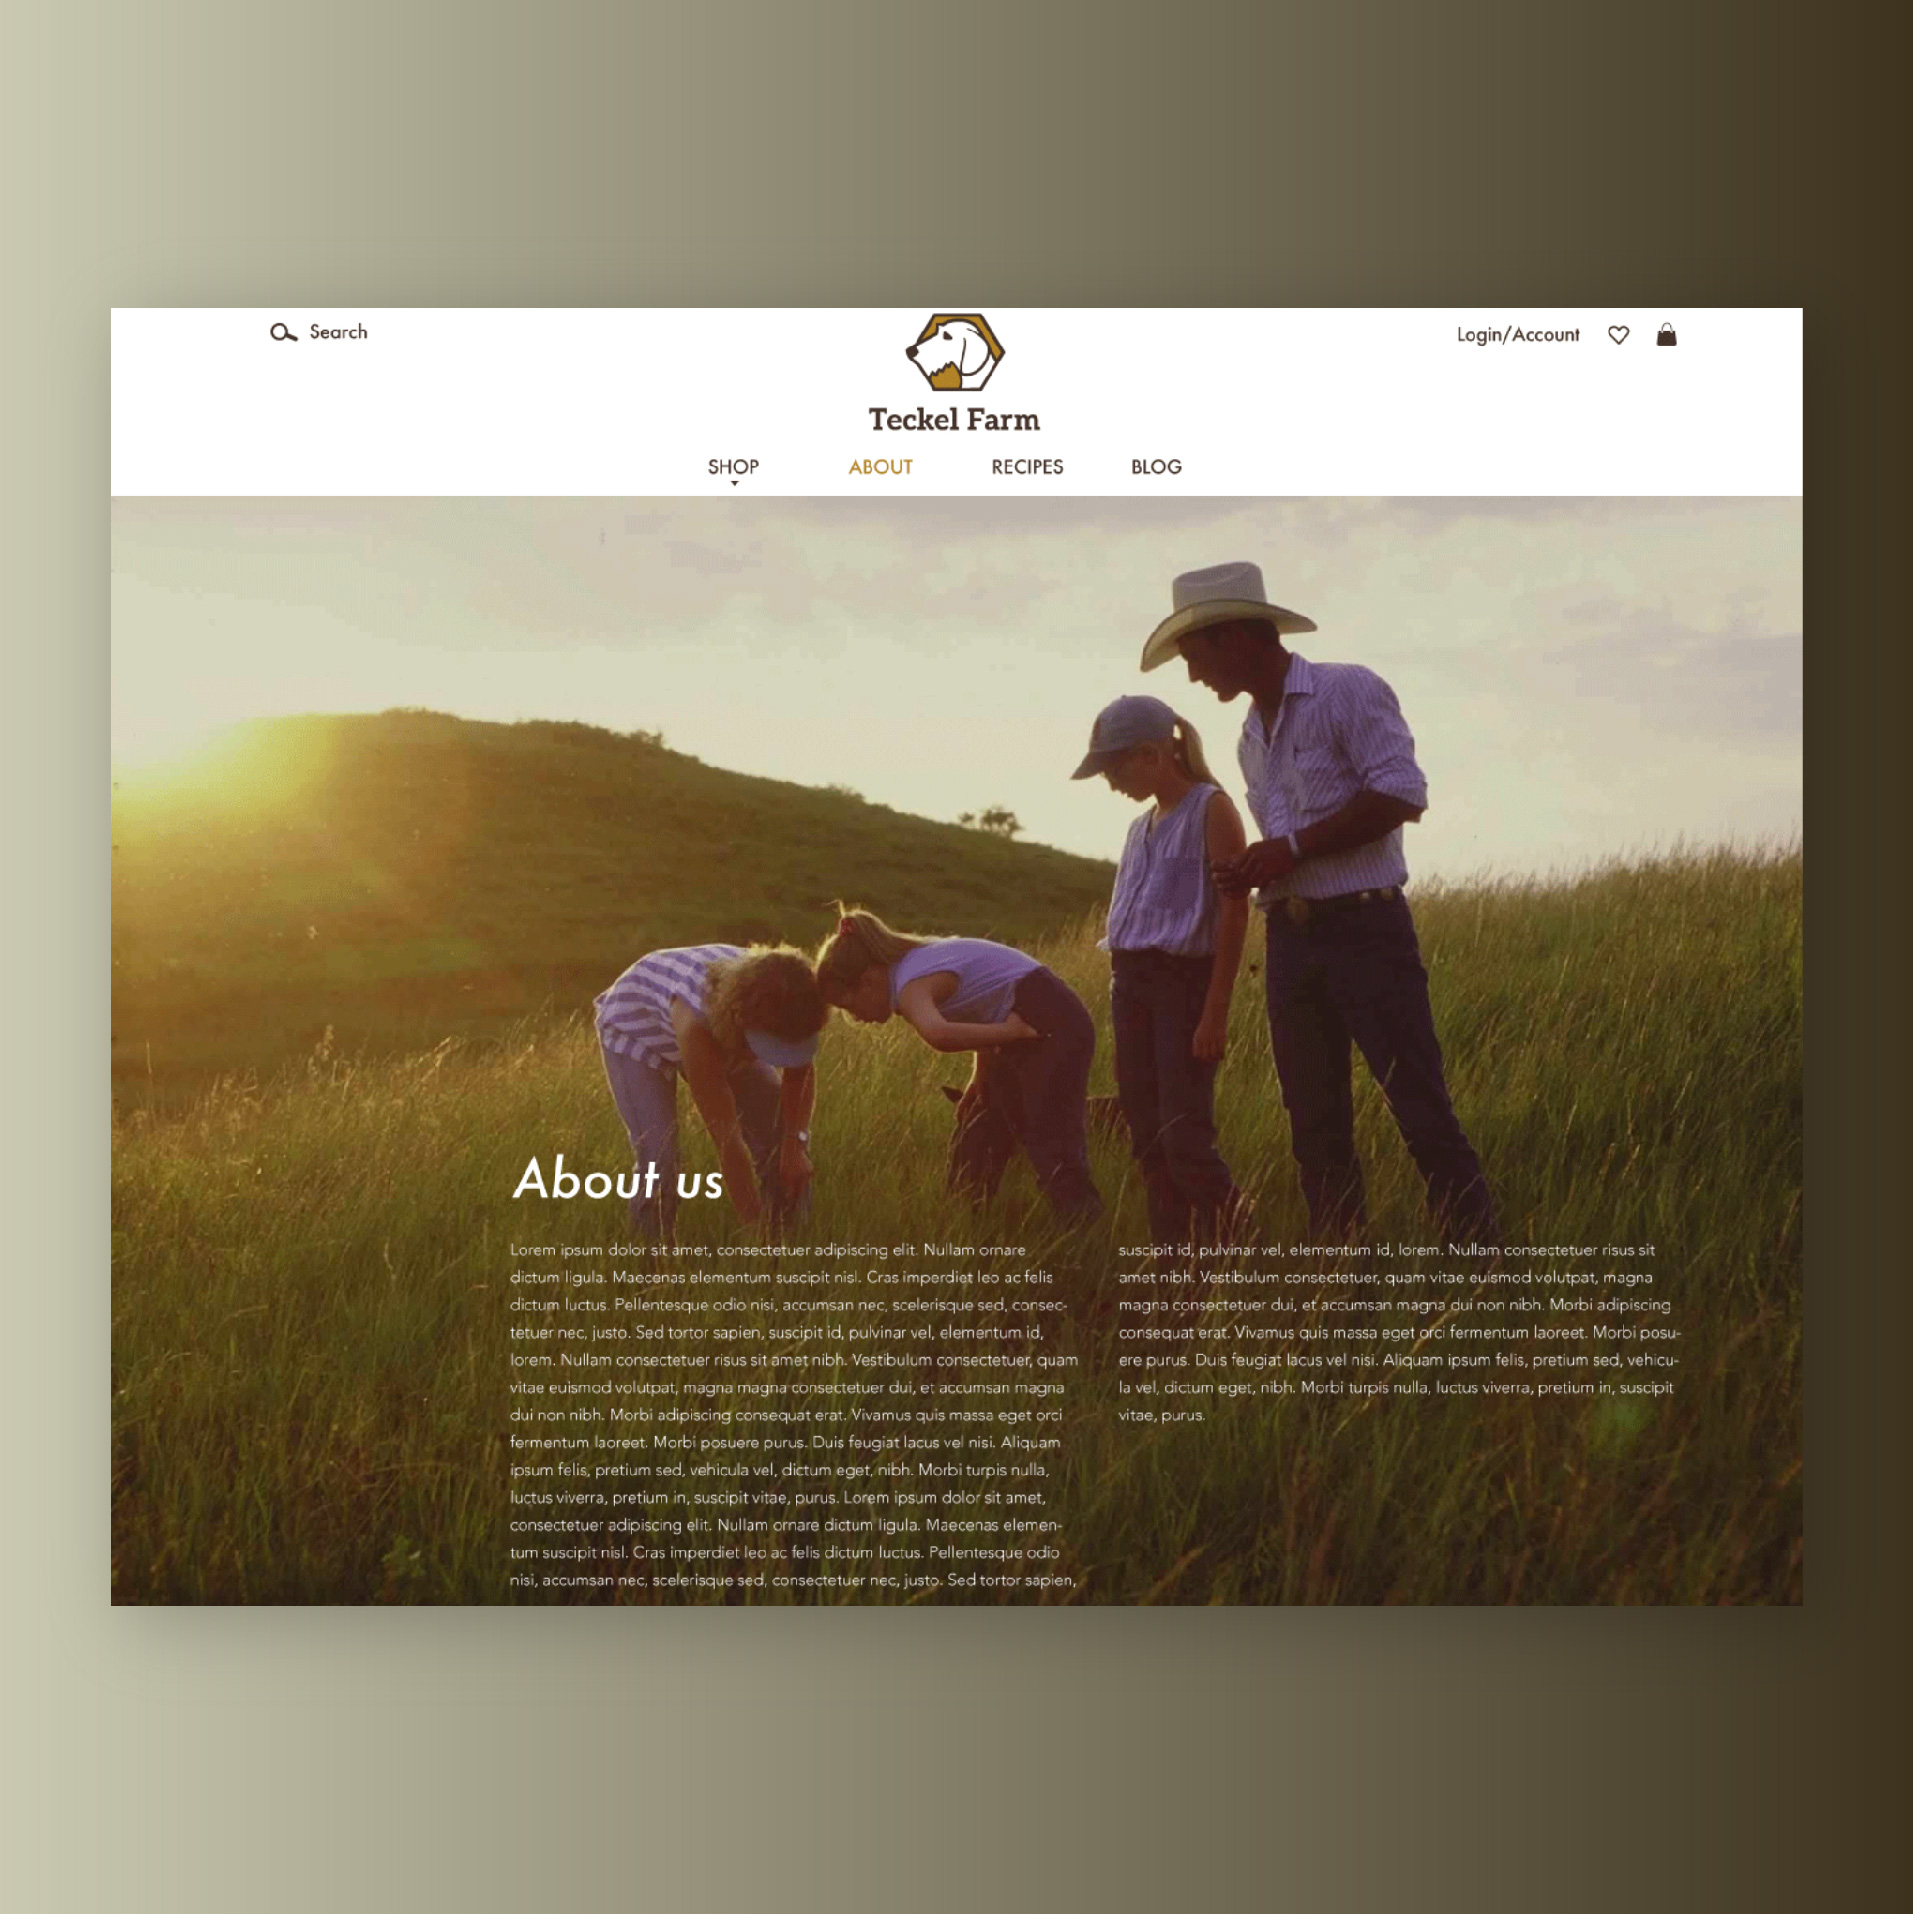 Search
Login/Account
Teckel Farm
SHOP ABOUT RECIPES BLOG
About us
Lorem ipsum dolor sit amet, consectetuer adipiscing elit. Nullam ornare
dictum ligula. Maecenas elementum suscipit nisl. Cras imperdiet leo ac felis
dictum luctus. Pellentesque odio nisi, accumsan nec, scelerisque sed, consec-
tetuer nec, justo. Sed tortor sapien, suscipit id, pulvinar vel, elementum id,
lorem. Nullam consectetuer risus sit amet nibh. Vestibulum consectetuer, quam
vitae euismod volutpat, magna magna consectetuer dui, et accumsan magna
dui non nibh. Morbi adipiscing consequat erat. Vivamus quis massa eget orci
fermentum laoreet. Morbi posuere purus. Duis feugiat lacus vel nisi. Aliquam
ipsum felis, pretium sed, vehicula vel, dictum eget, nibh. Morbi turpis nulla,
luctus viverra, pretium in, suscipit vitae, purus. Lorem ipsum dolor sit amet,
consectetuer adipiscing elit. Nullam ornare dictum ligula. Maecenas elemen-
tum suscipit nisl. Cras imperdiet leo ac felis dictum luctus. Pellentesque odio
nisi, accumsan nec, scelerisque sed, consectetuer nec, justo. Sed tortor sapien,
suscipit id, pulvinar vel, elementum id, lorem. Nullam consectetuer risus sit
amet nibh. Vestibulum consectetuer, quam vitae euismod volutpat, magna
magna consectetuer dui, et accumsan magna dui non nibh. Morbi adipiscing
consequat erat. Vivamus quis massa eget orci fermentum laoreet. Morbi posu-
ere purus. Duis feugiat lacus vel nisi. Aliquam ipsum felis, pretium sed, vehicu-
la vel, dictum eget, nibh. Morbi turpis nulla, luctus viverra, pretium in, suscipit
vitae, purus.